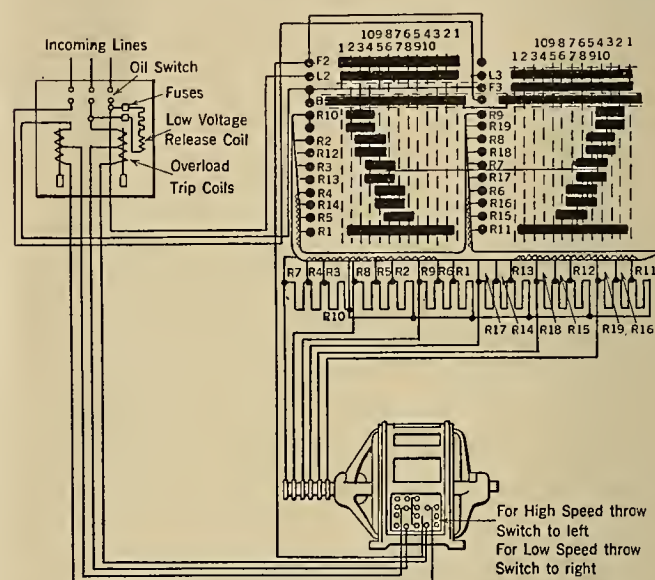 Incoming Lines
Oil Switch
Fuses
Low Voltage
Release Coil
Overload
Trip Coils
10 9 8 7 6 5 4 3 2 1
1 2 3 4 5 6 7 8 9 10
F2
L2
B
R10
R2
R12
R3
R13
R4
R14
R5
R1
10 9 8 7 6 5 4 3 2 1
1 2 3 4 5 6 7 8 9 10
L3
F3
R9
R19
R8
R18
R7
R17
R6
R16
R15
R11
R7 R4 R3 R8 R5 R2 R9 R6 R1 R13 R12 R11
R10 R17 R14 R18 R15 R19, R16
For High Speed throw
Switch to left
For Low Speed throw
Switch to right